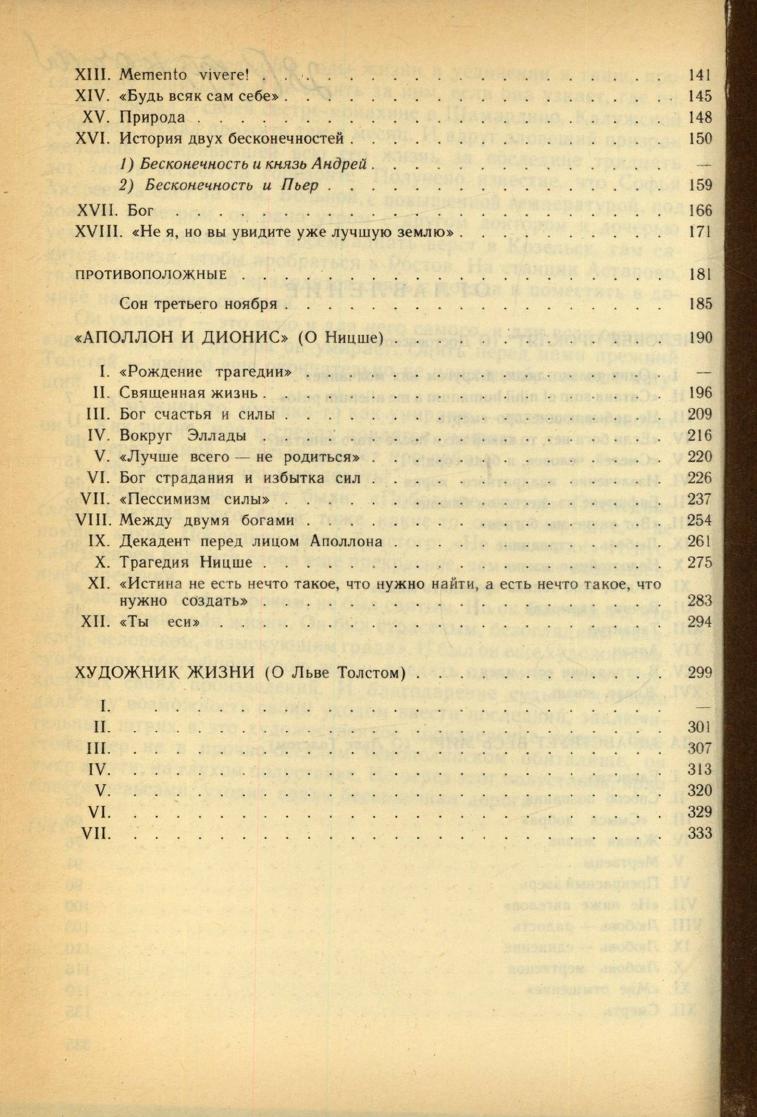 XIII. Memento vivere! . . . . . . . . . . . . . . . . . . 141
XIV. «Будь всяк сам себе» . . . . . . . . . . . . . . . . . . 145
XV. Природа . . . . . . . . . . . . . . . . . . 148
XVI. История двух бесконечностей . . . . . . . . . . . . . . . 150
1) Бесконечность и князь Андрей . . . . . . . . . . . . . . —
2) Бесконечность и Пьер . . . . . . . . . . . . . . . . 159
XVII. Бог . . . . . . . . . . . . . . . . . . 166
XVIII. «Не я, но вы увидите уже лучшую землю» . . . . . . . . . . 171
ПРОТИВОПОЛОЖНЫЕ . . . . . . . . . . . . . . . . . . 181
Сон третьего ноября . . . . . . . . . . . . . . . . . . 185
«АПОЛЛОН И ДИОНИС» (О Ницше) . . . . . . . . . . . . . 190
I. «Рождение трагедии» . . . . . . . . . . . . . . . . . —
II. Священная жизнь . . . . . . . . . . . . . . . . . . 196
III. Бог счастья и силы . . . . . . . . . . . . . . . . . . 209
IV. Вокруг Эллады . . . . . . . . . . . . . . . . . . 216
V. «Лучше всего — не родиться» . . . . . . . . . . . . . . 220
VI. Бог страдания и избытка сил . . . . . . . . . . . . . . 226
VII. «Пессимизм силы» . . . . . . . . . . . . . . . . . . 237
VIII. Между двумя богами . . . . . . . . . . . . . . . . . 254
IX. Декадент перед лицом Аполлона . . . . . . . . . . . . . 261
X. Трагедия Ницше . . . . . . . . . . . . . . . . . . 275
XI. «Истина не есть нечто такое, что нужно найти, а есть нечто такое, что
нужно создать» . . . . . . . . . . . . . . . . . . 283
XII. «Ты еси» . . . . . . . . . . . . . . . . . . 294
ХУДОЖНИК ЖИЗНИ (О Льве Толстом) . . . . . . . . . . . . 299
I. . . . . . . . . . . . . . . . . . . —
II. . . . . . . . . . . . . . . . . . . 301
III. . . . . . . . . . . . . . . . . . . 307
IV. . . . . . . . . . . . . . . . . . . 313
V. . . . . . . . . . . . . . . . . . . 320
VI. . . . . . . . . . . . . . . . . . . 329
VII. . . . . . . . . . . . . . . . . . . 333